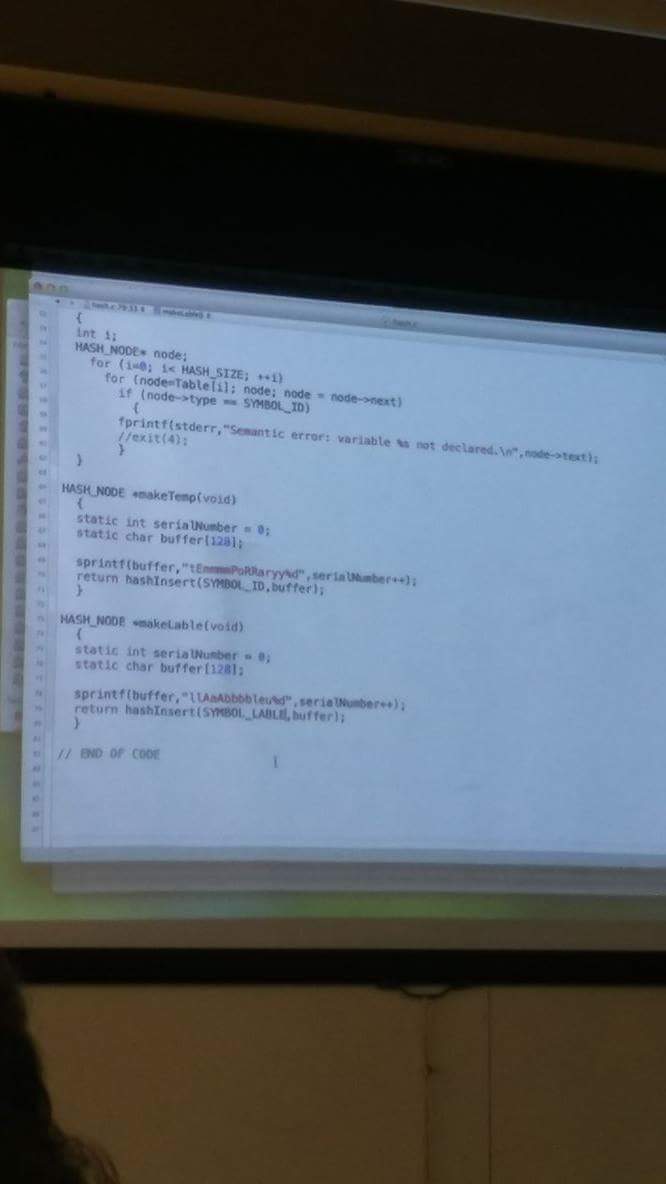 hash.c:79:33
makeLable()
hash.c
{
int i;
HASH_NODE* node;
for (i=0; i< HASH_SIZE; ++i)
for (node=Table[i]; node; node = node->next)
if (node->type == SYMBOL_ID)
{
fprintf(stderr,"Semantic error: variable %s not declared.\n",node->text);
//exit(4);
}
}
HASH_NODE *makeTemp(void)
{
static int serialNumber = 0;
static char buffer[128];
sprintf(buffer,"tEmmmmPoRRaryy%d",serialNumber++);
return hashInsert(SYMBOL_ID,buffer);
}
HASH_NODE *makeLable(void)
{
static int serialNumber = 0;
static char buffer[128];
sprintf(buffer,"llAaAbbbbleu%d",serialNumber++);
return hashInsert(SYMBOL_LABLE,buffer);
}
// END OF CODE